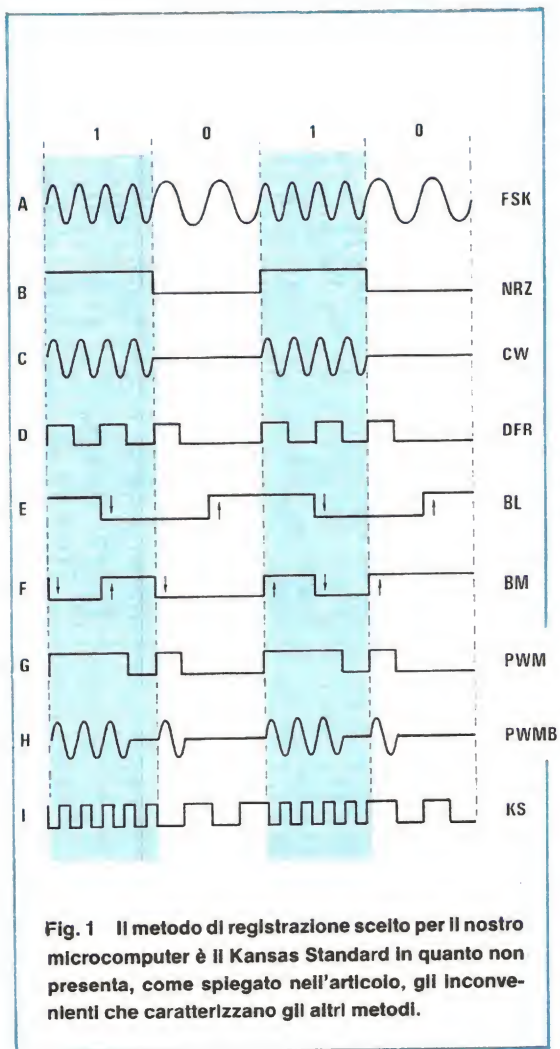 1 0 1 0
A FSK
B NRZ
C CW
D DFR
E BL
F BM
G PWM
H PWMB
I KS
Fig. 1 Il metodo di registrazione scelto per il nostro
microcomputer è il Kansas Standard in quanto non
presenta, come spiegato nell'articolo, gli inconve-
nienti che caratterizzano gli altri metodi.